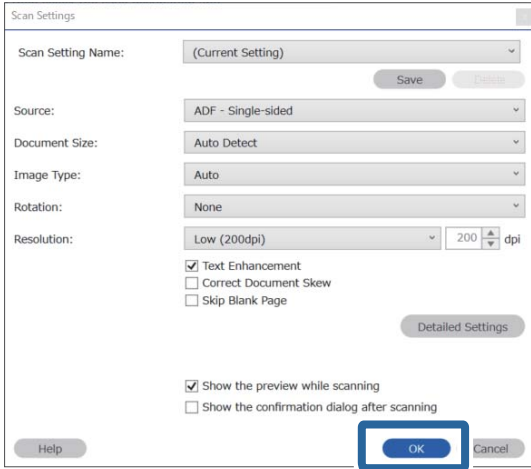 Scan Settings
Scan Setting Name: (Current Setting)
Save Delete
Source: ADF - Single-sided
Document Size: Auto Detect
Image Type: Auto
Rotation: None
Resolution: Low (200dpi) 200 dpi
Text Enhancement
Correct Document Skew
Skip Blank Page
Detailed Settings
Show the preview while scanning
Show the confirmation dialog after scanning
Help OK Cancel